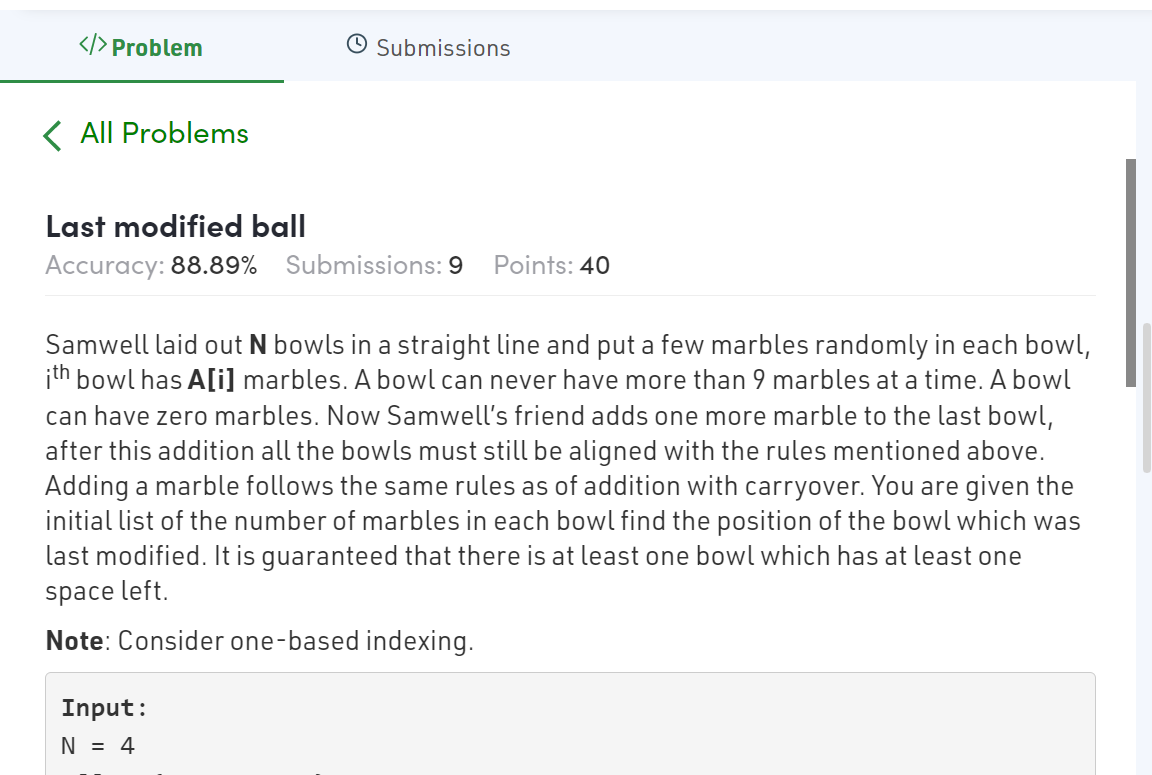 </> Problem
Submissions
All Problems
Last modified ball
Accuracy: 88.89% Submissions: 9 Points: 40
Samwell laid out N bowls in a straight line and put a few marbles randomly in each bowl,
ith bowl has A[i] marbles. A bowl can never have more than 9 marbles at a time. A bowl
can have zero marbles. Now Samwell’s friend adds one more marble to the last bowl,
after this addition all the bowls must still be aligned with the rules mentioned above.
Adding a marble follows the same rules as of addition with carryover. You are given the
initial list of the number of marbles in each bowl find the position of the bowl which was
last modified. It is guaranteed that there is at least one bowl which has at least one
space left.
Note: Consider one-based indexing.
Input:
N = 4